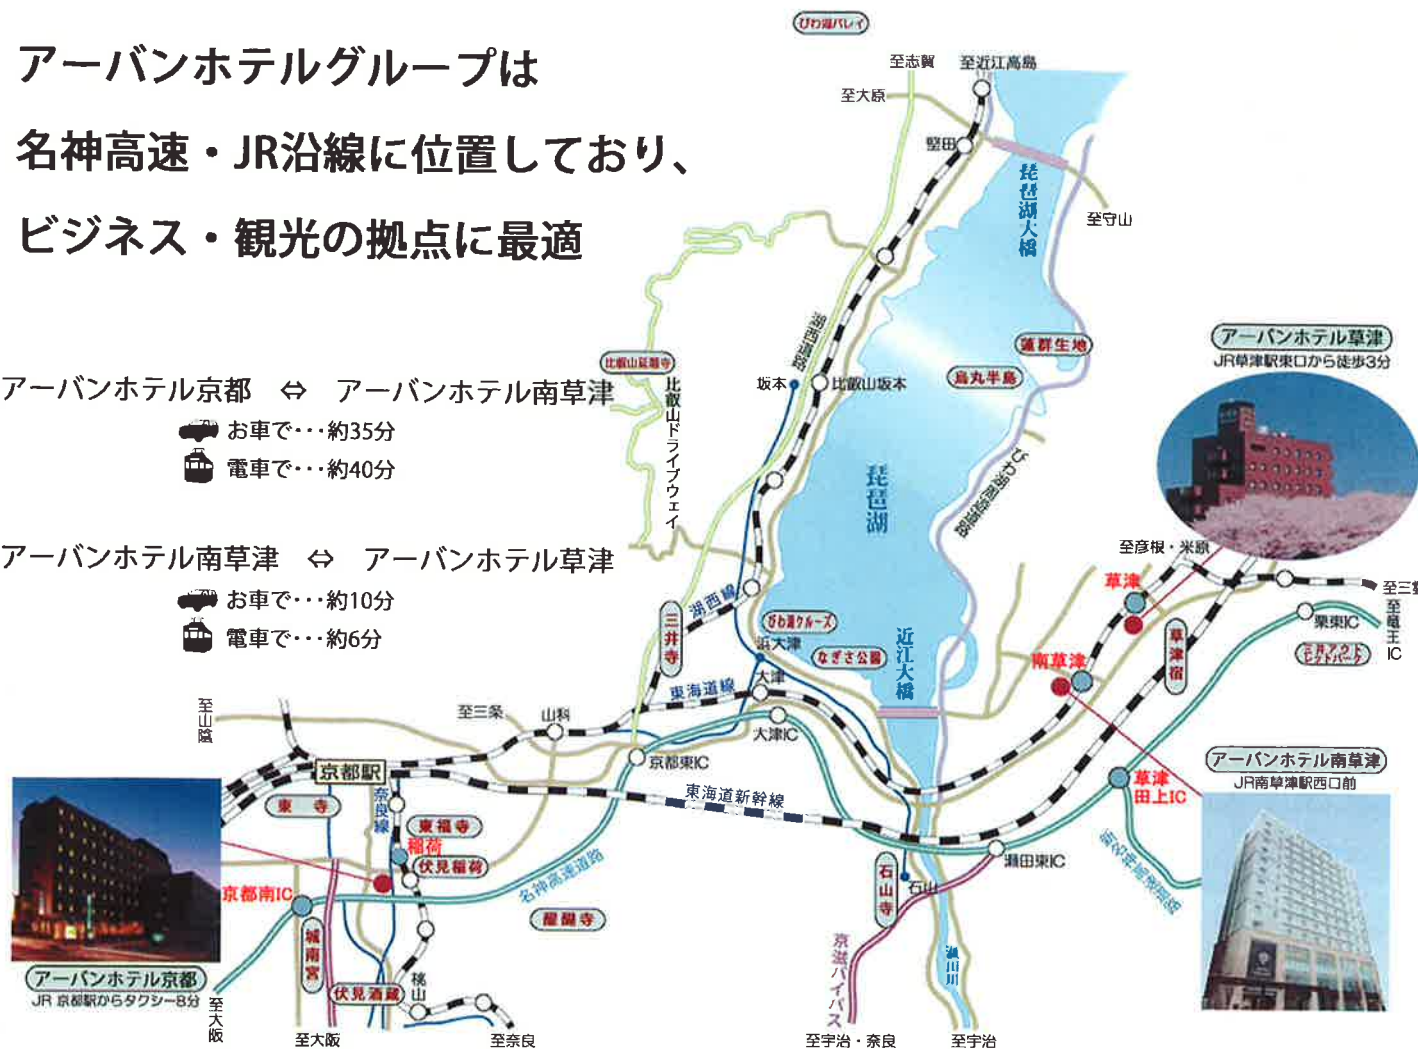 アーバンホテルグループは
名神高速・JR沿線に位置しており、
ビジネス・観光の拠点に最適
アーバンホテル京都 ⇔ アーバンホテル南草津
お車で・・・約35分
電車で・・・約40分
アーバンホテル南草津 ⇔ アーバンホテル草津
お車で・・・約10分
電車で・・・約6分
びわ湖バレイ
至志賀
至近江高島
至大原
堅田
琵琶湖大橋
至守山
湖西道路
比叡山延暦寺
比叡山ドライブウェイ
坂本
比叡山坂本
蓮群生地
烏丸半島
琵琶湖
びわ湖周遊道路
アーバンホテル草津
JR草津駅東口から徒歩3分
至彦根・米原
草津
至竜王IC
栗東IC
草津宿
南草津
湖西線
三井寺
びわ湖クルーズ
浜大津
なぎさ公園
近江大橋
東海道線
大津
大津IC
至山陰
至三条
山科
京都東IC
京都駅
東海道新幹線
東寺
奈良線
東福寺
稲荷
伏見稲荷
名神高速道路
京都南IC
醍醐寺
城南宮
伏見酒蔵
桃山
アーバンホテル京都
JR 京都駅からタクシー8分
至大阪
至大阪
至奈良
石山寺
石山
瀬田東IC
京滋バイパス
瀬田川
至宇治・奈良
至宇治
草津
田上IC
新名神高速道路
アーバンホテル南草津
JR南草津駅西口前